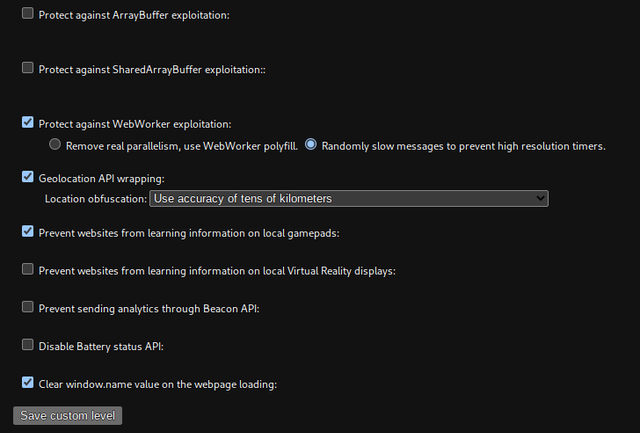 Protect against ArrayBuffer exploitation:
Protect against SharedArrayBuffer exploitation::
Protect against WebWorker exploitation:
Remove real parallelism, use WebWorker polyfill. Randomly slow messages to prevent high resolution timers.
Geolocation API wrapping:
Location obfuscation: Use accuracy of tens of kilometers
Prevent websites from learning information on local gamepads:
Prevent websites from learning information on local Virtual Reality displays:
Prevent sending analytics through Beacon API:
Disable Battery status API:
Clear window.name value on the webpage loading:
Save custom level